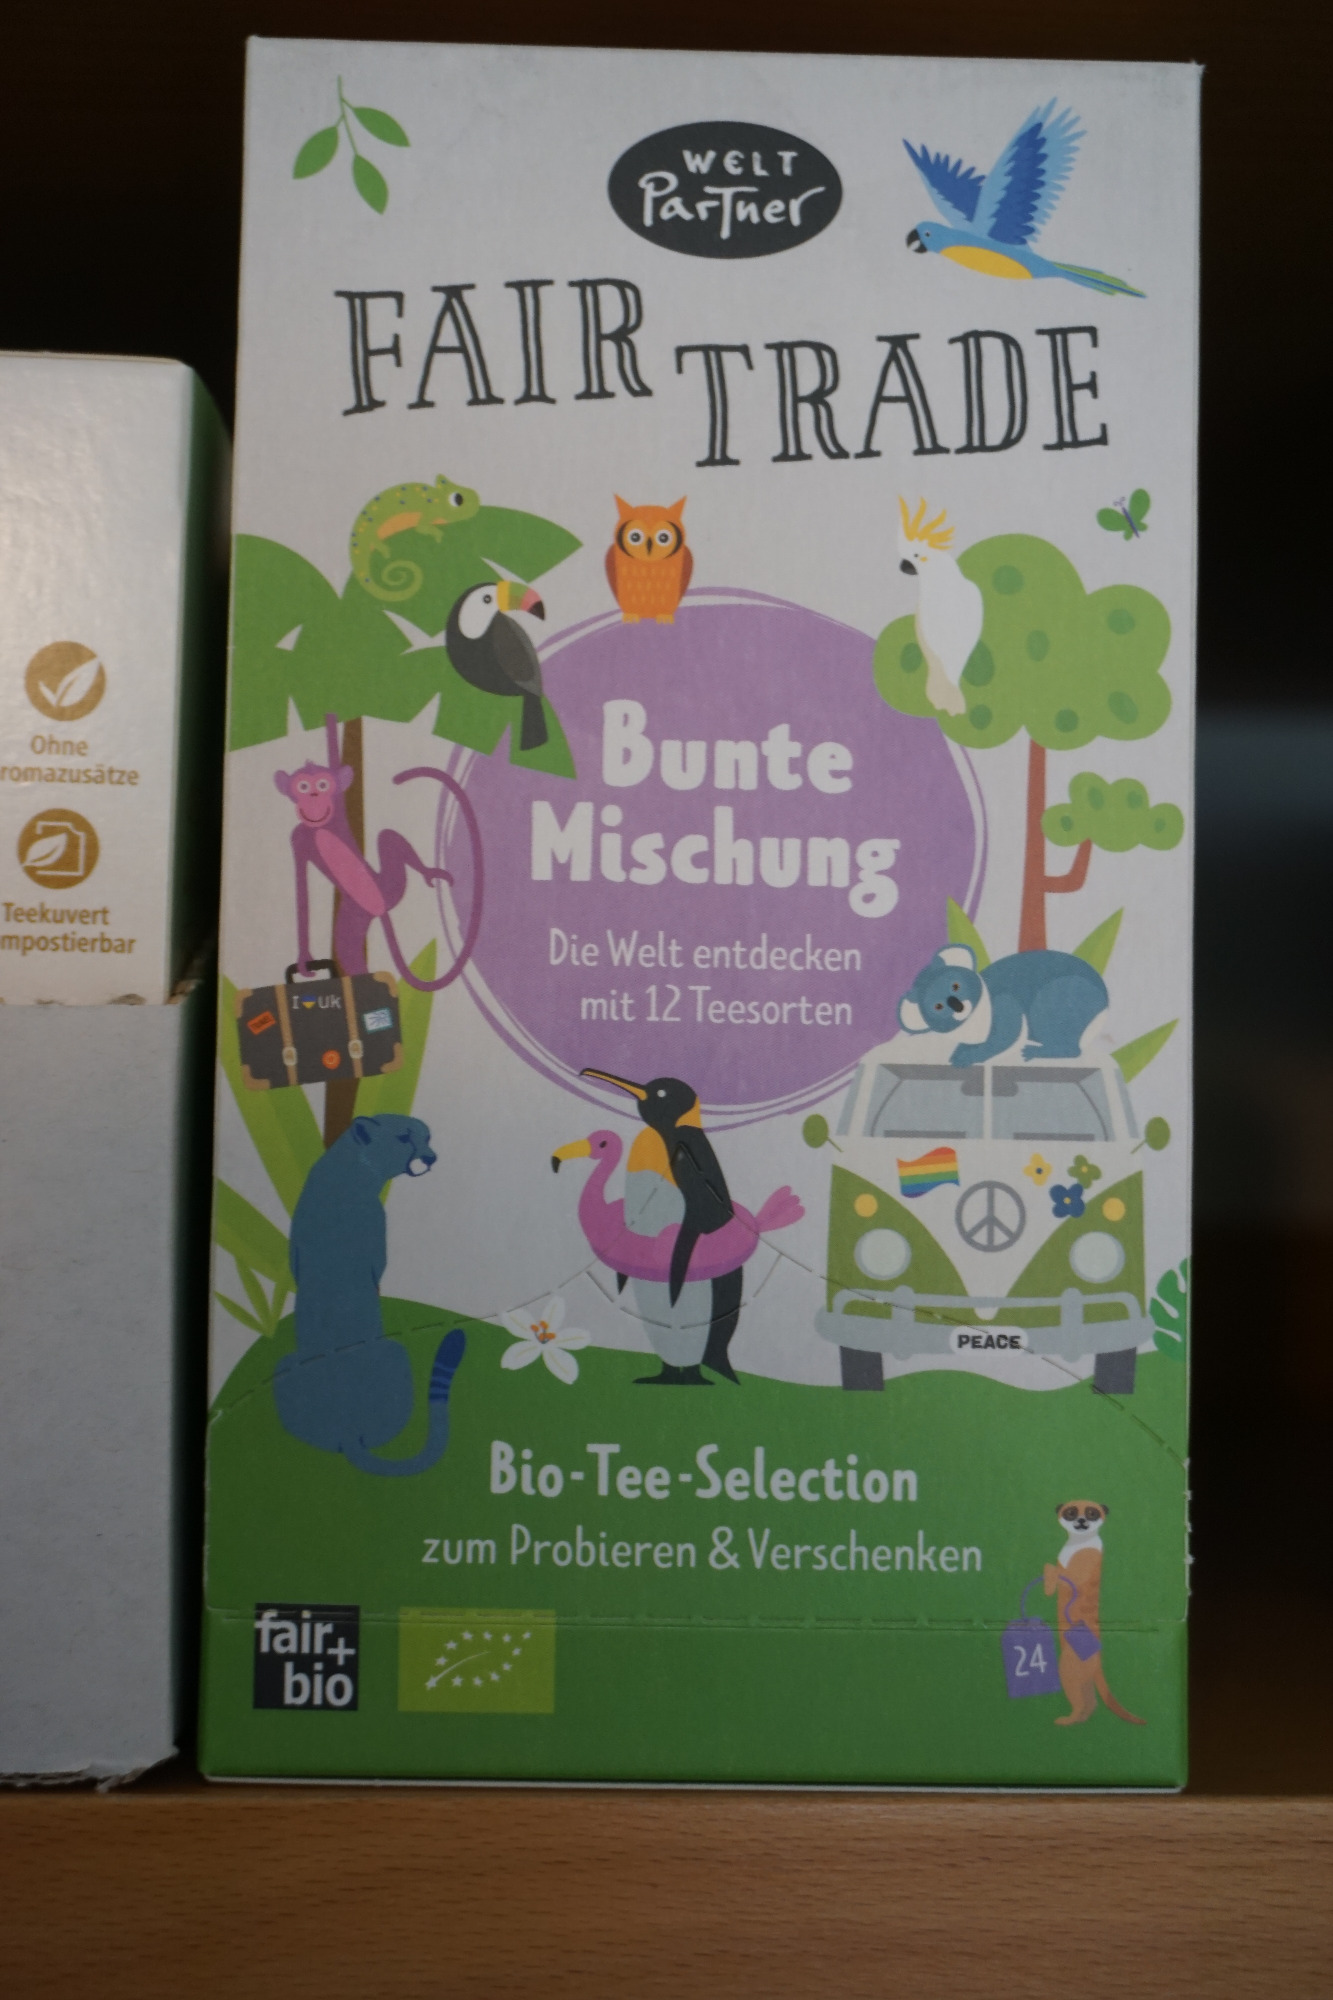 WELT
Partner
FAIR TRADE
Bunte
Mischung
Die Welt entdecken
mit 12 Teesorten
I UK
PEACE
Bio-Tee-Selection
zum Probieren & Verschenken
fair+
bio
24
Ohne
romazusätze
Teekuvert
mpostierbar